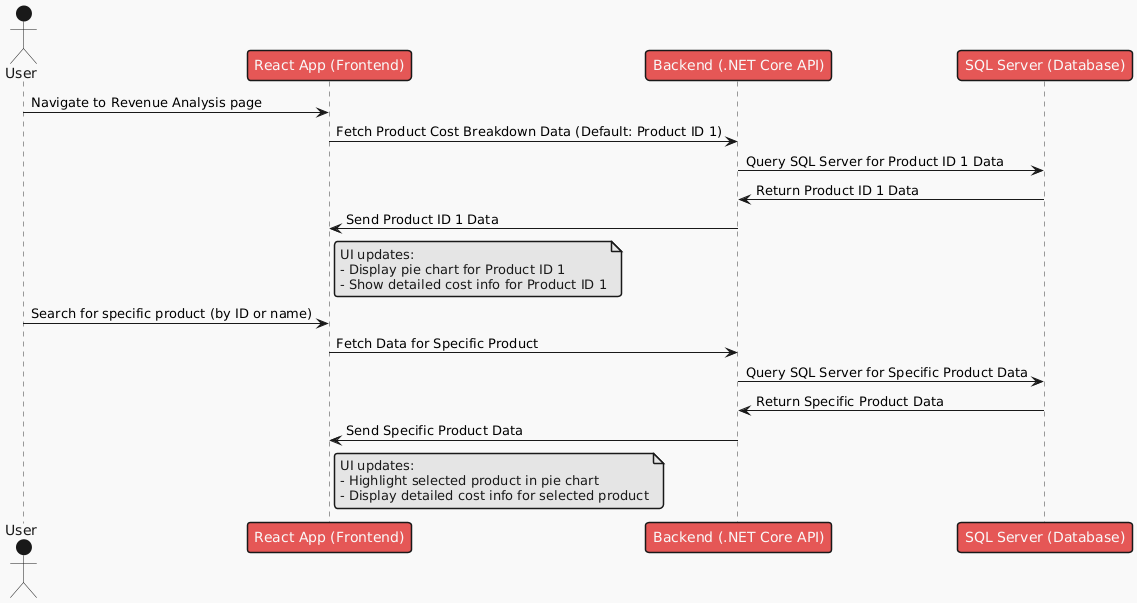 User
React App (Frontend)
Backend (.NET Core API)
SQL Server (Database)
Navigate to Revenue Analysis page
Fetch Product Cost Breakdown Data (Default: Product ID 1)
Query SQL Server for Product ID 1 Data
Return Product ID 1 Data
Send Product ID 1 Data
UI updates:
- Display pie chart for Product ID 1
- Show detailed cost info for Product ID 1
Search for specific product (by ID or name)
Fetch Data for Specific Product
Query SQL Server for Specific Product Data
Return Specific Product Data
Send Specific Product Data
UI updates:
- Highlight selected product in pie chart
- Display detailed cost info for selected product
User
React App (Frontend)
Backend (.NET Core API)
SQL Server (Database)